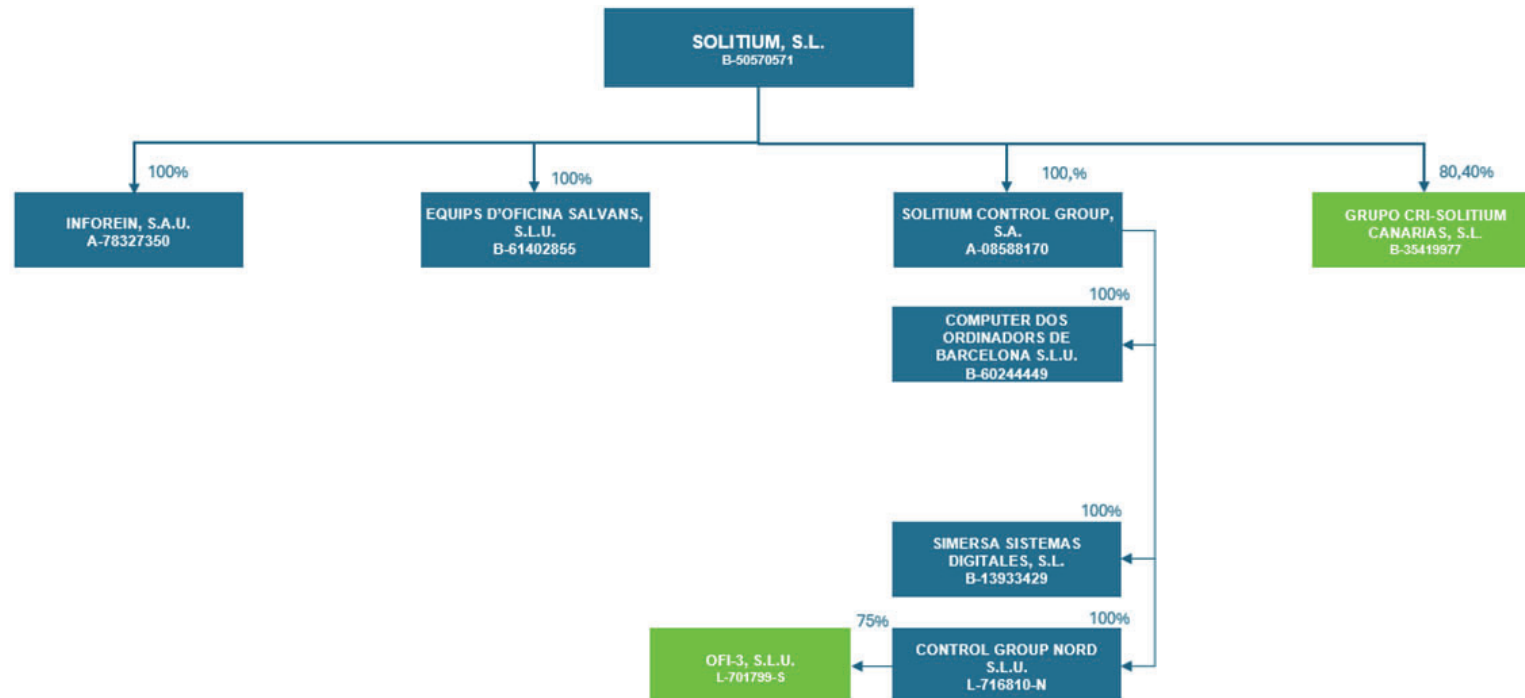 SOLITIUM, S.L.
B-50570571
100%
100%
100,%
80,40%
INFOREIN, S.A.U.
A-78327350
EQUIPS D'OFICINA SALVANS,
S.L.U.
B-61402855
SOLITIUM CONTROL GROUP,
S.A.
A-08588170
GRUPO CRI-SOLITIUM
CANARIAS, S.L.
B-35419977
100%
COMPUTER DOS
ORDINADORS DE
BARCELONA S.L.U.
B-60244449
100%
SIMERSA SISTEMAS
DIGITALES, S.L.
B-13933429
75%
100%
OFI-3, S.L.U.
L-701799-S
CONTROL GROUP NORD
S.L.U.
L-716810-N